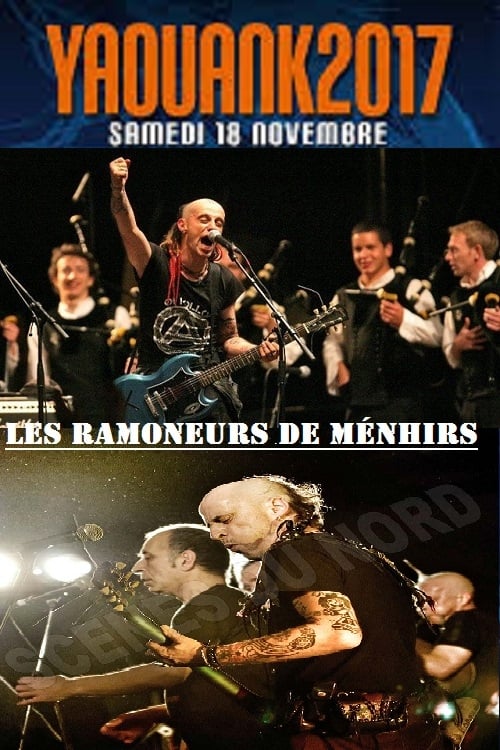 YAOUANK2017
SAMEDI 18 NOVEMBRE
LES RAMONEURS DE MÉNHIRS
SCENES DU NORD